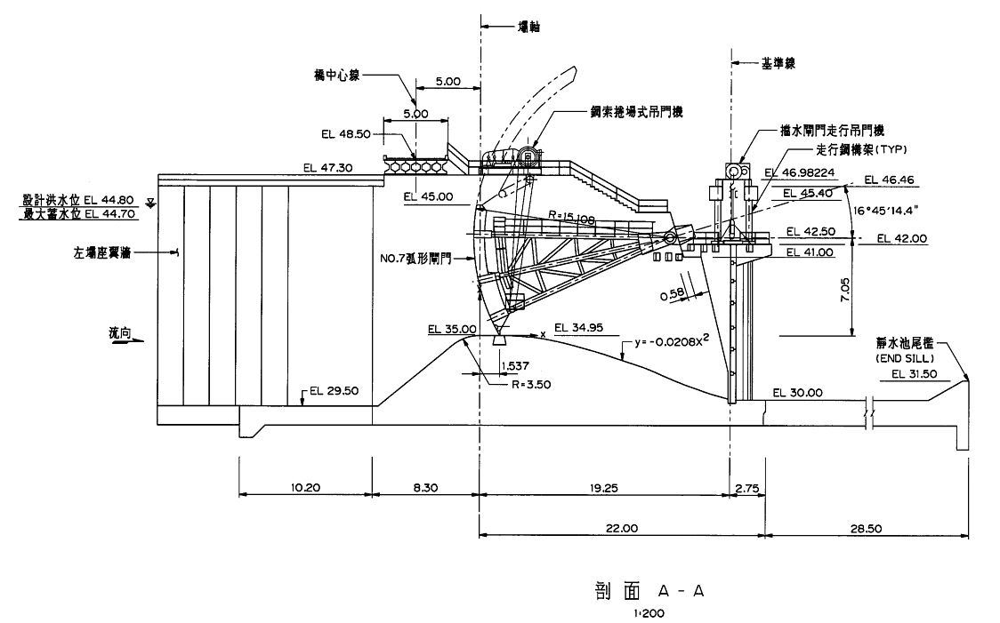 壩軸
基準線
橋中心線
5.00
5.00
鋼索捲場式吊門機
擋水閘門走行吊門機
走行鋼構架(TYP)
EL 48.50
EL 47.30
EL 46.98224
EL 46.46
EL 45.40
設計洪水位 EL 44.80
最大蓄水位 EL 44.70
EL 45.00
R=15.108
16°45'14.4"
EL 42.50
EL 42.00
EL 41.00
左壩座翼牆
NO.7弧形閘門
0.58
7.05
流向
EL 35.00
X
EL 34.95
y=-0.0208X²
靜水池尾檻
(END SILL)
EL 31.50
1.537
R=3.50
EL 29.50
EL 30.00
10.20
8.30
19.25
2.75
22.00
28.50
剖面 A-A
1:200